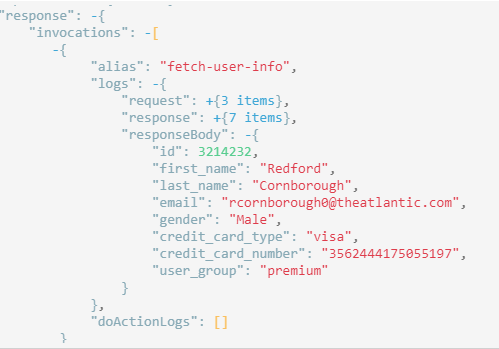 "response": -{
"invocations": -[
-{
"alias": "fetch-user-info",
"logs": -{
"request": +{3 items},
"response": +{7 items},
"responseBody": -{
"id": 3214232,
"first_name": "Redford",
"last_name": "Cornborough",
"email": "rcornborough0@theatlantic.com",
"gender": "Male",
"credit_card_type": "visa",
"credit_card_number": "3562444175055197",
"user_group": "premium"
}
},
"doActionLogs": []
}